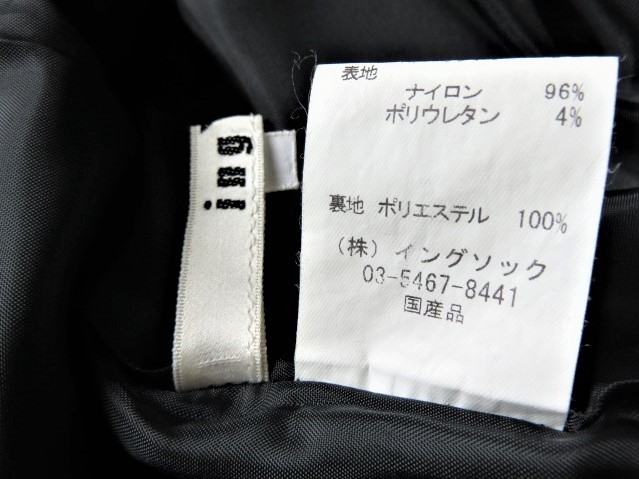 表地
ナイロン 96%
ポリウレタン 4%
裏地 ポリエステル 100%
(株) イングソック
03-5467-8441
国産品